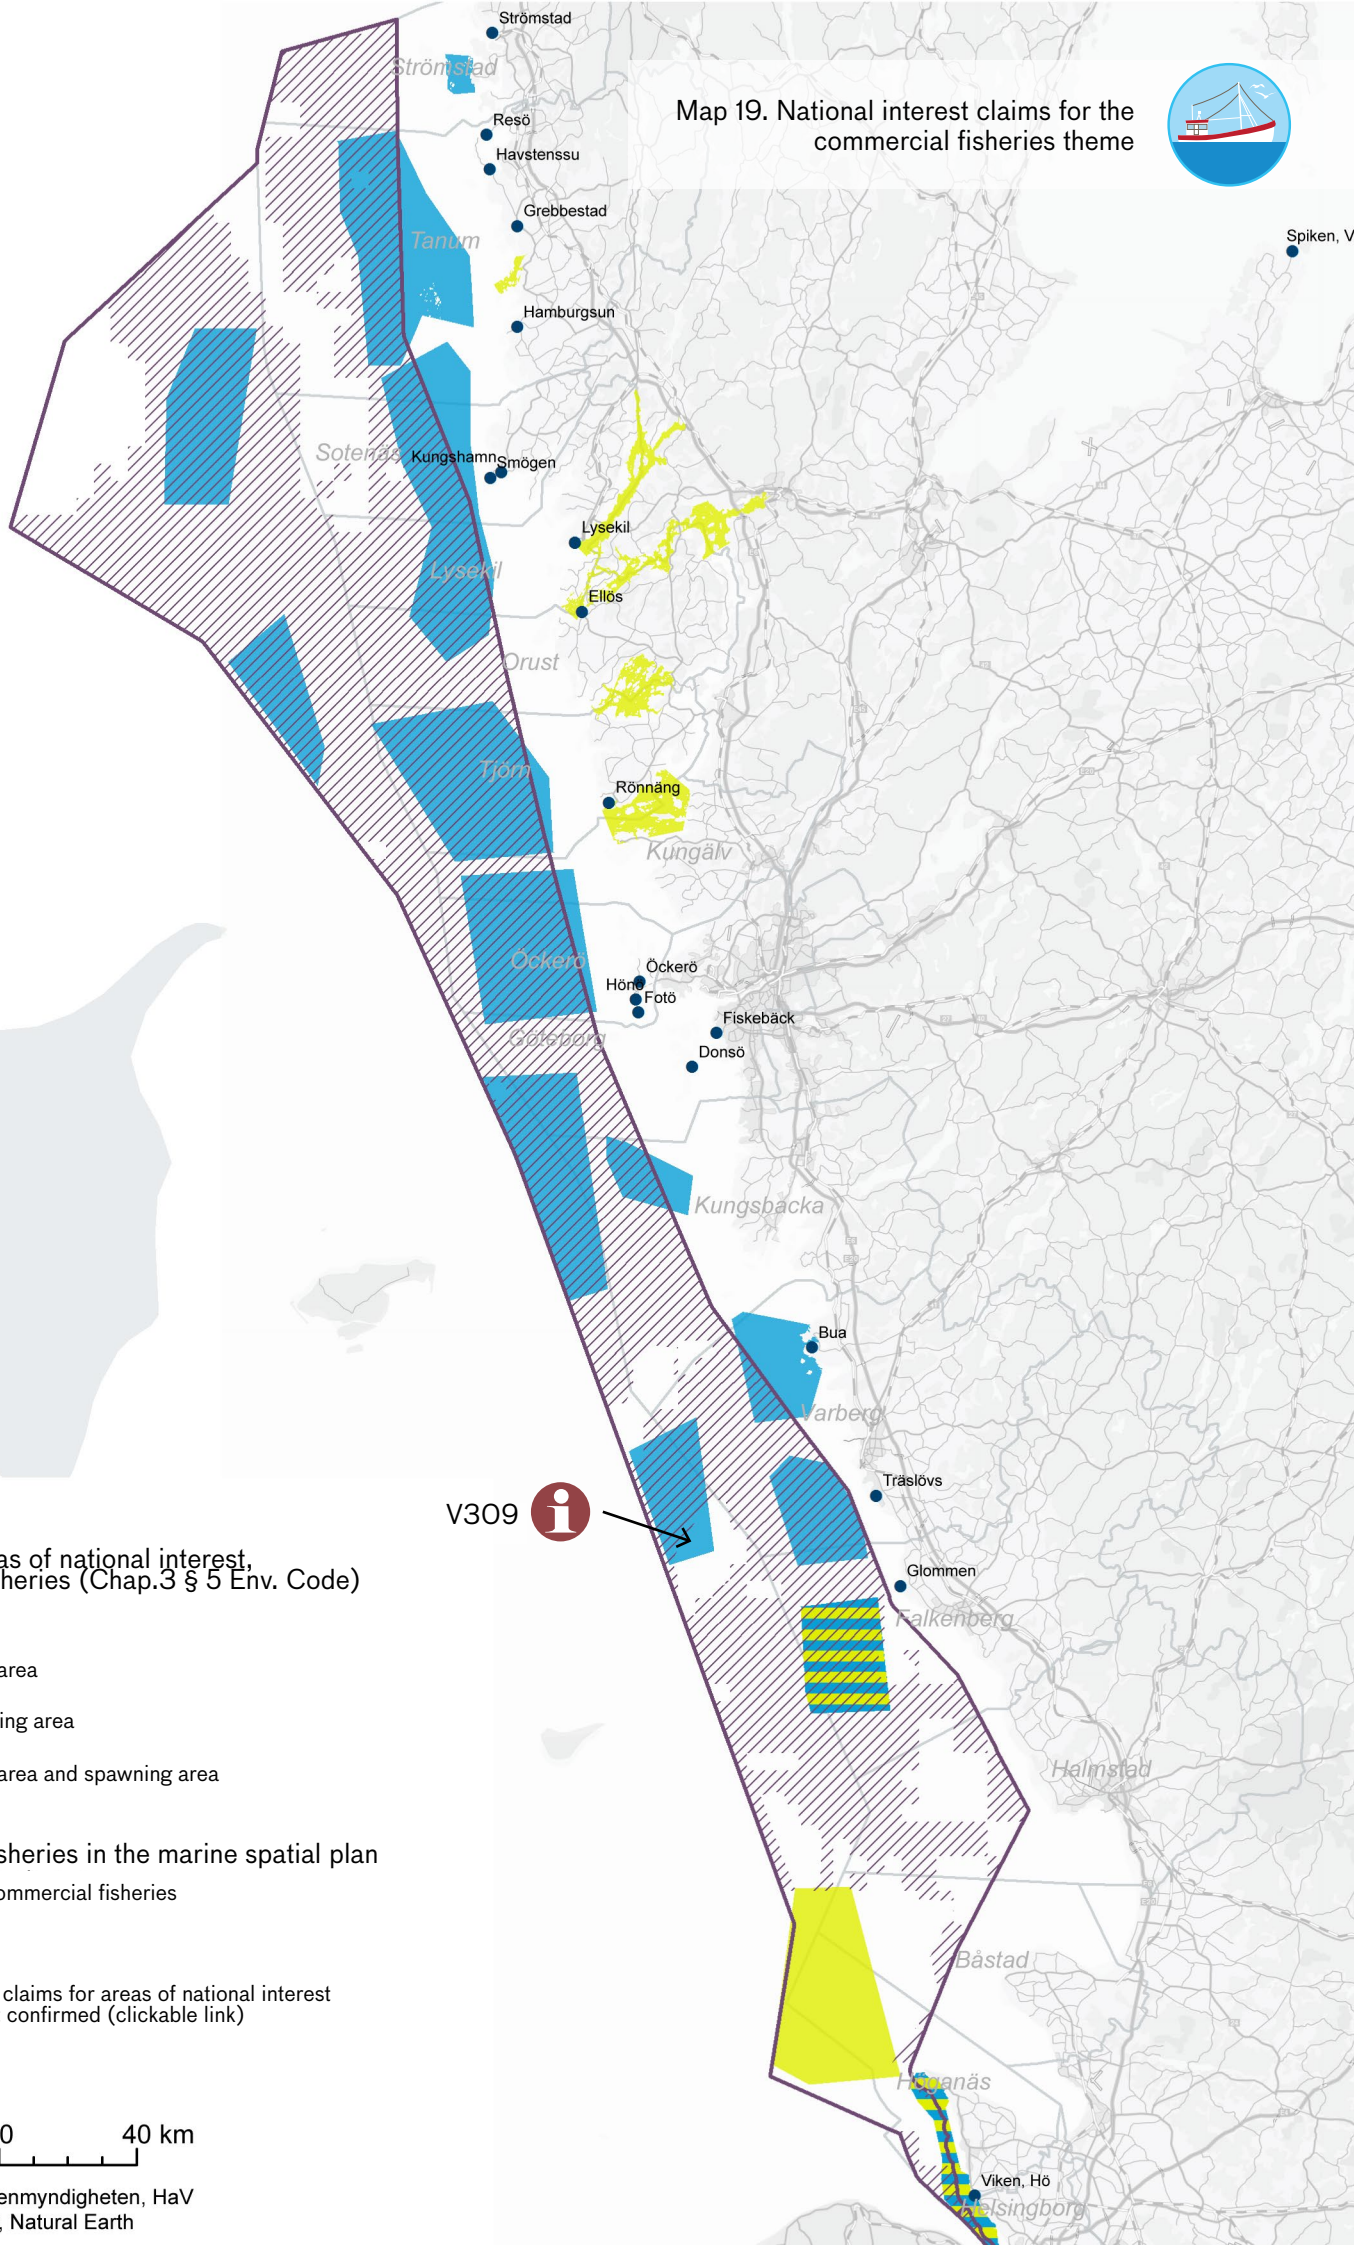 Strömstad
Strömstad
Map 19. National interest claims for the
commercial fisheries theme
Resö
Havstenssu
Grebbestad
Spiken, V
Tanum
Hamburgsun
Sotenäs
Kungshamn
Smögen
Lysekil
Lysekil
Ellös
Orust
Tjörn
Rönnäng
Kungälv
Öckerö
Öckerö
Hönö
Fotö
Fiskebäck
Göteborg
Donsö
Kungsbacka
Bua
Varberg
Träslövs
V309
i
as of national interest,
heries (Chap.3 § 5 Env. Code)
Glommen
Falkenberg
area
ing area
area and spawning area
Halmstad
sheries in the marine spatial plan
ommercial fisheries
Båstad
claims for areas of national interest
confirmed (clickable link)
Höganäs
0 40 km
Viken, Hö
Helsingborg
enmyndigheten, HaV
, Natural Earth